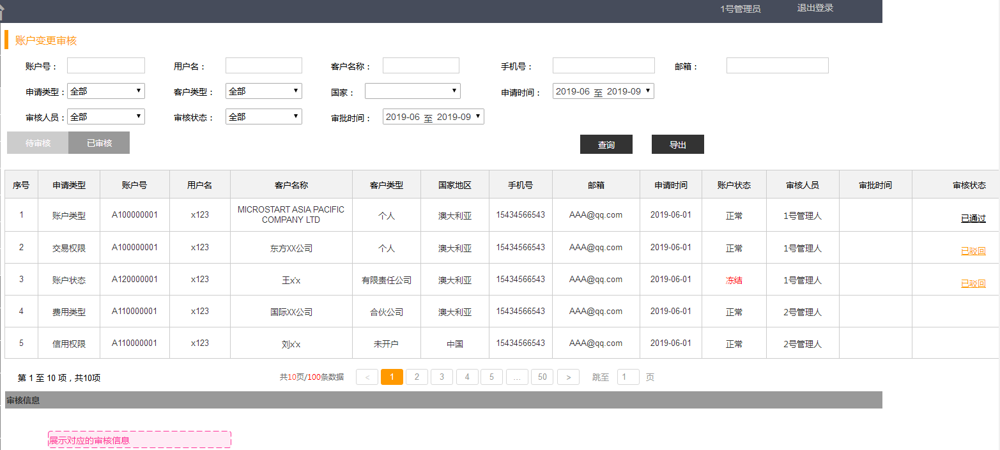 1号管理员 退出登录
账户变更审核
账户号： 用户名： 客户名称： 手机号： 邮箱：
申请类型： 全部 客户类型： 全部 国家： 申请时间： 2019-06 至 2019-09
审核人员： 全部 审核状态： 全部 审批时间： 2019-06 至 2019-09
待审核 已审核 查询 导出
序号 申请类型 账户号 用户名 客户名称 客户类型 国家地区 手机号 邮箱 申请时间 账户状态 审核人员 审批时间 审核状态
1 账户类型 A100000001 x123 MICROSTART ASIA PACIFIC COMPANY LTD 个人 澳大利亚 15434566543 AAA@qq.com 2019-06-01 正常 1号管理人 已通过
2 交易权限 A100000001 x123 东方XX公司 个人 澳大利亚 15434566543 AAA@qq.com 2019-06-01 正常 1号管理人 已驳回
3 账户状态 A120000001 x123 王x'x 有限责任公司 澳大利亚 15434566543 AAA@qq.com 2019-06-01 冻结 1号管理人 已驳回
4 费用类型 A110000001 x123 国际XX公司 合伙公司 澳大利亚 15434566543 AAA@qq.com 2019-06-01 正常 2号管理人
5 信用权限 A110000001 x123 刘x'x 未开户 中国 15434566543 AAA@qq.com 2019-06-01 正常 2号管理人
第 1 至 10 项，共10项 共10页/100条数据 < 1 2 3 4 5 ... 50 > 跳至 1 页
审核信息
展示对应的审核信息